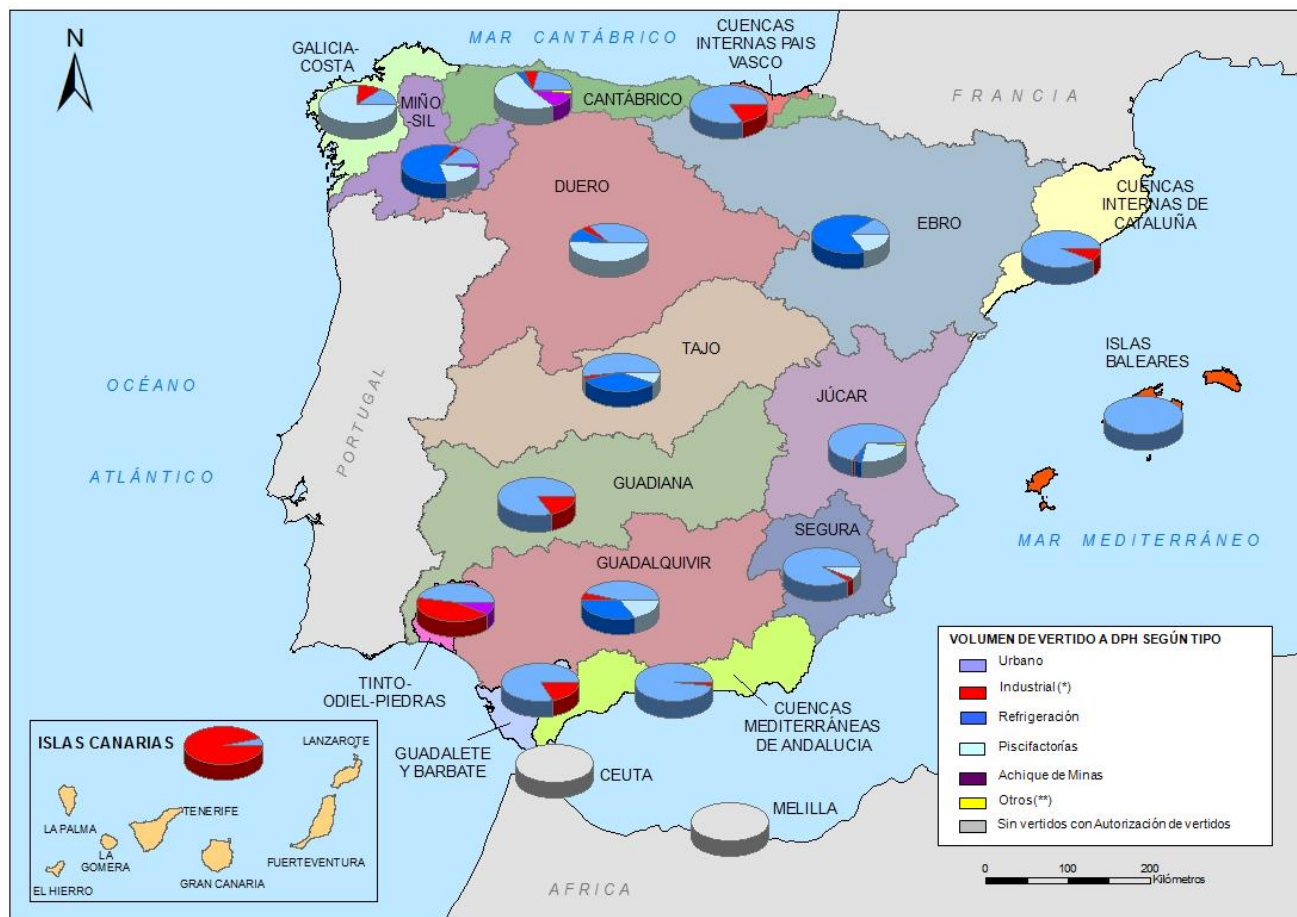 N
MAR CANTÁBRICO
CUENCAS
INTERNAS PAIS
VASCO
GALICIA-
COSTA
MIÑO
-SIL
CANTÁBRICO
FRANCIA
DUERO
EBRO
CUENCAS
INTERNAS DE
CATALUÑA
TAJO
ISLAS
BALEARES
OCÉANO
ATLÁNTICO
PORTUGAL
JÚCAR
GUADIANA
SEGURA
MAR MEDITERRÁNEO
GUADALQUIVIR
TINTO-
ODIEL-PIEDRAS
GUADALETE
Y BARBATE
CUENCAS
MEDITERRÁNEAS
DE ANDALUCIA
CEUTA
MELILLA
AFRICA
ISLAS CANARIAS
LANZAROTE
LA PALMA
TENERIFE
LA
GOMERA
FUERTEVENTURA
EL HIERRO
GRAN CANARIA
VOLUMEN DE VERTIDO A DPH SEGÚN TIPO
Urbano
Industrial (*)
Refrigeración
Piscifactorías
Achique de Minas
Otros (**)
Sin vertidos con Autorización de vertidos
0 100 200
Kilómetros